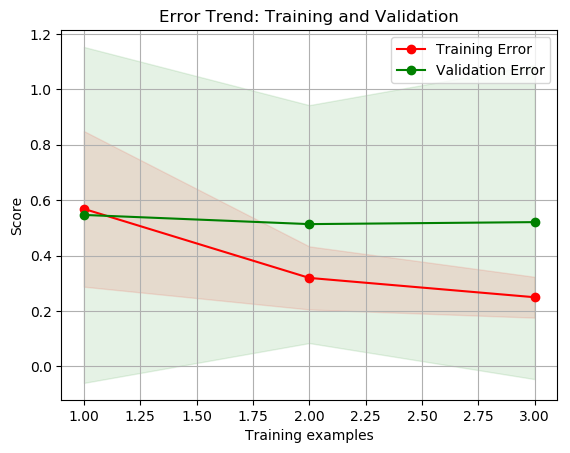 Error Trend: Training and Validation
Training Error
Validation Error
Score
1.2
1.0
0.8
0.6
0.4
0.2
0.0
1.00 1.25 1.50 1.75 2.00 2.25 2.50 2.75 3.00
Training examples